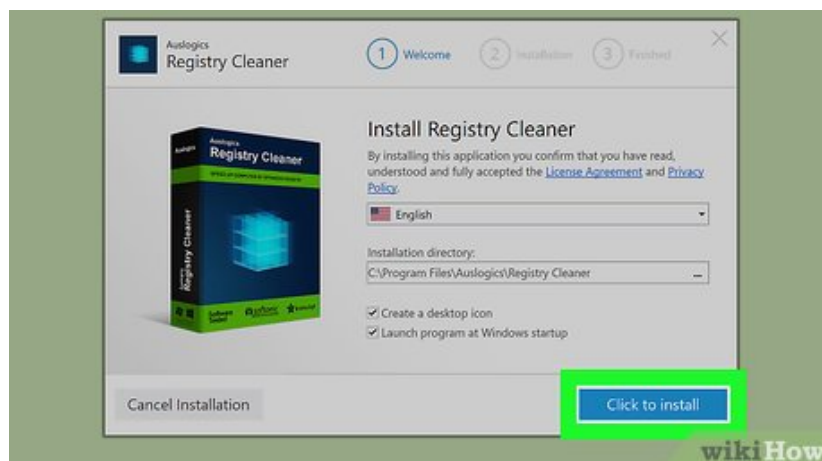 Auslogics
Registry Cleaner
1 Welcome
2 Installation
3 Finished
Auslogics
Registry Cleaner
Auslogics
Registry Cleaner
Install Registry Cleaner
By installing this application you confirm that you have read,
understood and fully accepted the License Agreement and Privacy
Policy.
English
Installation directory:
C:\Program Files\Auslogics\Registry Cleaner
...
Create a desktop icon
Launch program at Windows startup
Cancel Installation
Click to install
wikiHow